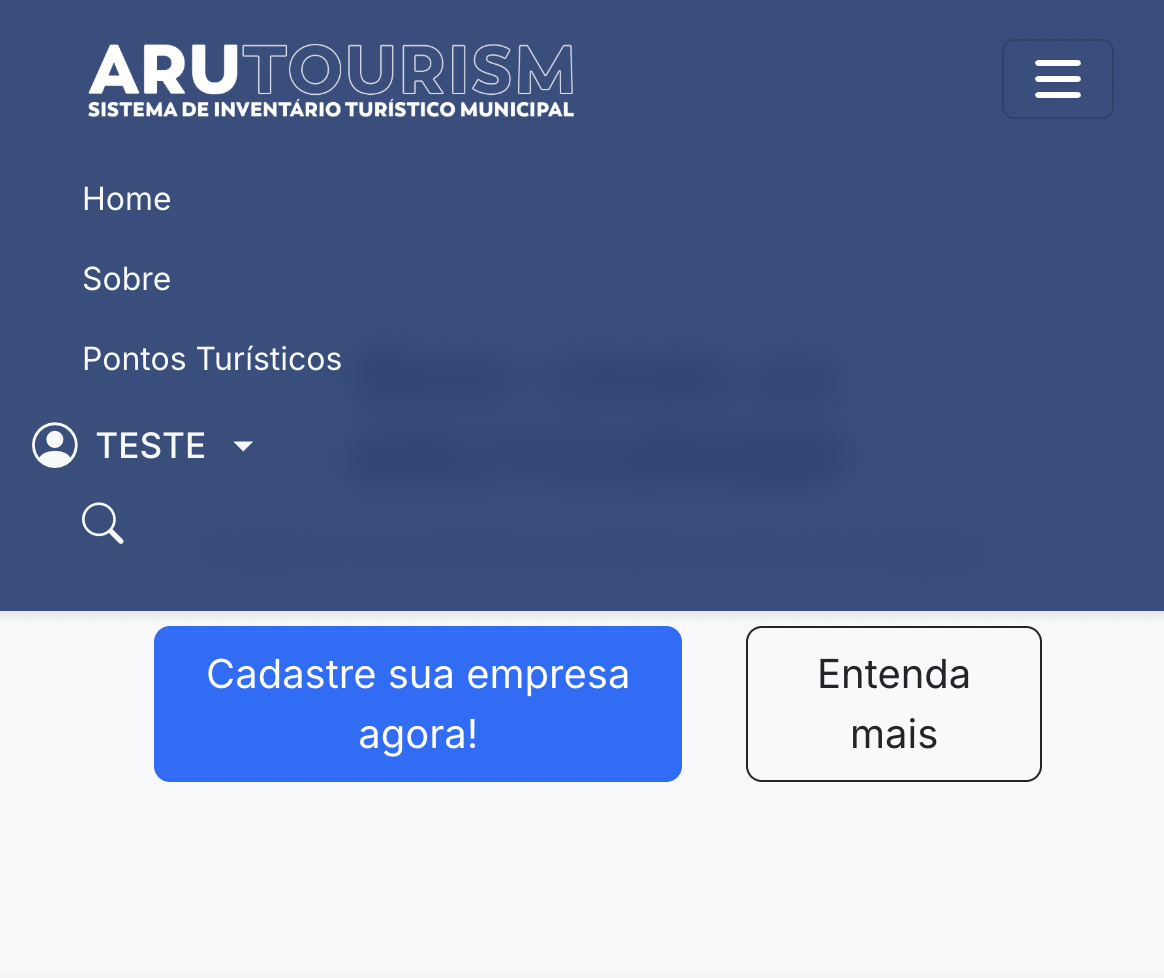 ARUTOURISM
SISTEMA DE INVENTÁRIO TURÍSTICO MUNICIPAL
Home
Sobre
Pontos Turísticos
TESTE
Cadastre sua empresa
agora!
Entenda
mais